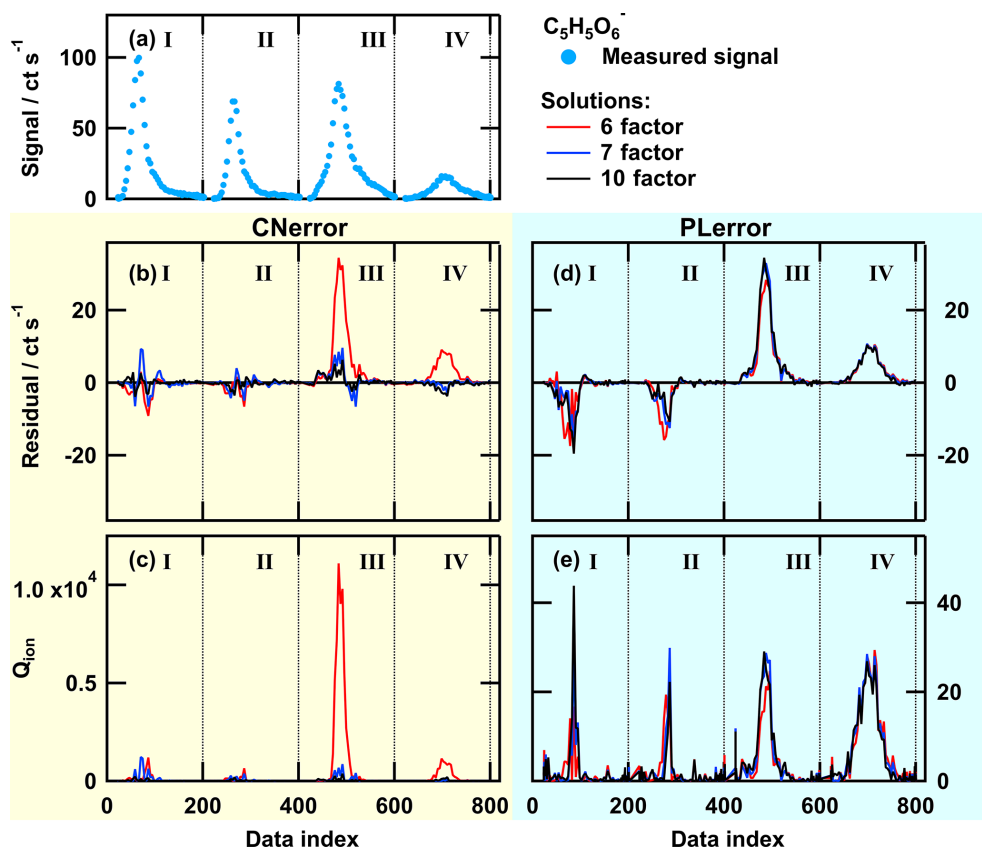 (a) I II III IV
Signal / ct s-1
100
50
0
C5H5O6-
Measured signal
Solutions:
6 factor
7 factor
10 factor
CNerror
PLerror
(b) I II III IV
Residual / ct s-1
20
0
-20
(d) I II III IV
20
0
-20
(c) I II III IV
Qion
1.0 x10^4
0.5
0
0 200 400 600 800
Data index
(e) I II III IV
40
20
0
0 200 400 600 800
Data index